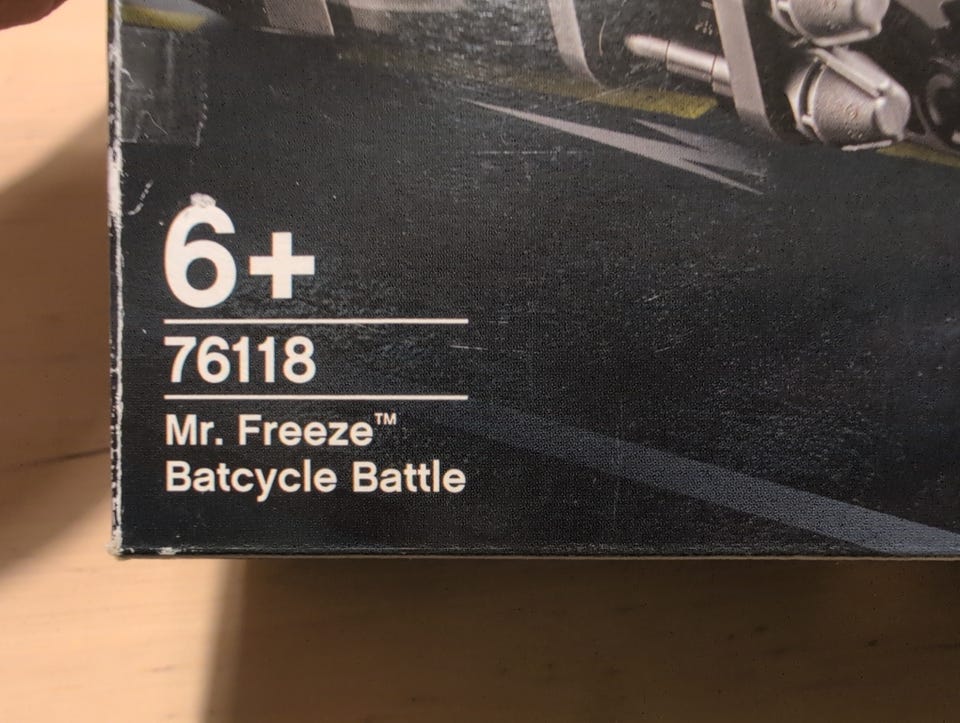 6+
76118
Mr. Freeze™
Batcycle Battle